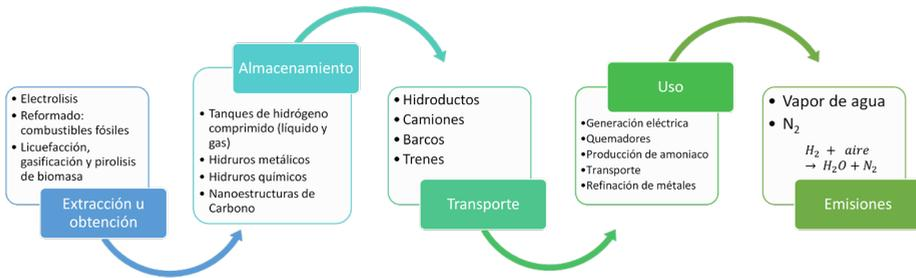 • Electrolisis
• Reformado:
combustibles fósiles
• Licuefacción,
gasificación y pirolisis
de biomasa
Extracción u
obtención
Almacenamiento
• Tanques de hidrógeno
comprimido (líquido y
gas)
• Hidruros metálicos
• Hidruros químicos
• Nanoestructuras de
Carbono
• Hidroductos
• Camiones
• Barcos
• Trenes
Transporte
Uso
•Generación eléctrica
•Quemadores
•Producción de amoniaco
•Transporte
•Refinación de métales
• Vapor de agua
• N₂
H₂ + aire
→ H₂O + N₂
Emisiones